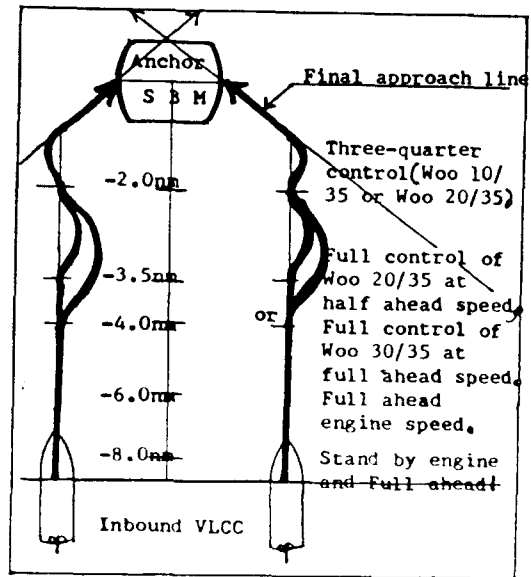 Anchor
S B M
Final approach line
Three-quarter
control(Woo 10/
35 or Woo 20/35)
-2.0nm
Full control of
Woo 20/35 at
half ahead speed.
-3.5nm
or
Full control of
Woo 30/35 at
full ahead speed.
-4.0nm
Full ahead
engine speed.
-6.0nm
Stand by engine
and Full ahead!
-8.0nm
Inbound VLCC